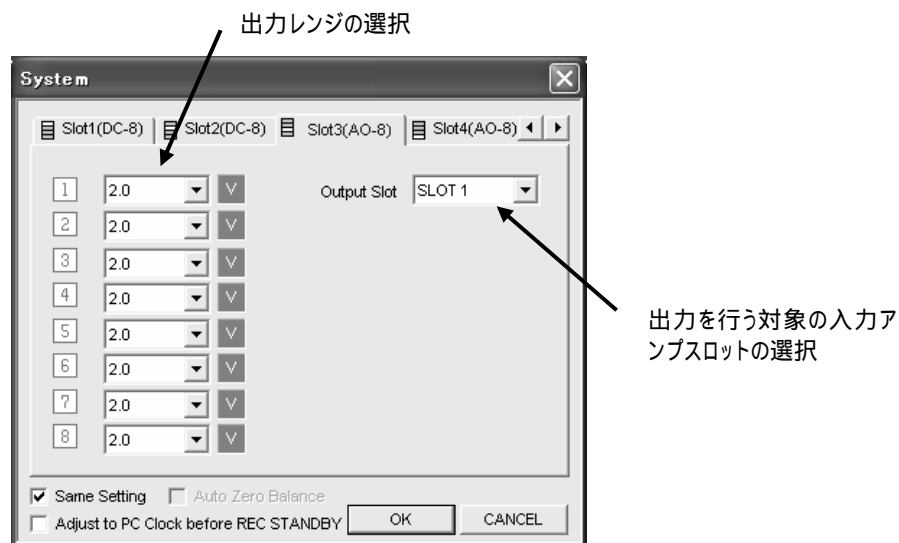 出力レンジの選択
System
Slot1(DC-8) Slot2(DC-8) Slot3(AO-8) Slot4(AO-8)
1 2.0 V Output Slot SLOT 1
2 2.0 V
3 2.0 V
4 2.0 V
5 2.0 V
6 2.0 V
7 2.0 V
8 2.0 V
出力を行う対象の入力ア
ンプスロットの選択
Same Setting Auto Zero Balance
Adjust to PC Clock before REC STANDBY OK CANCEL